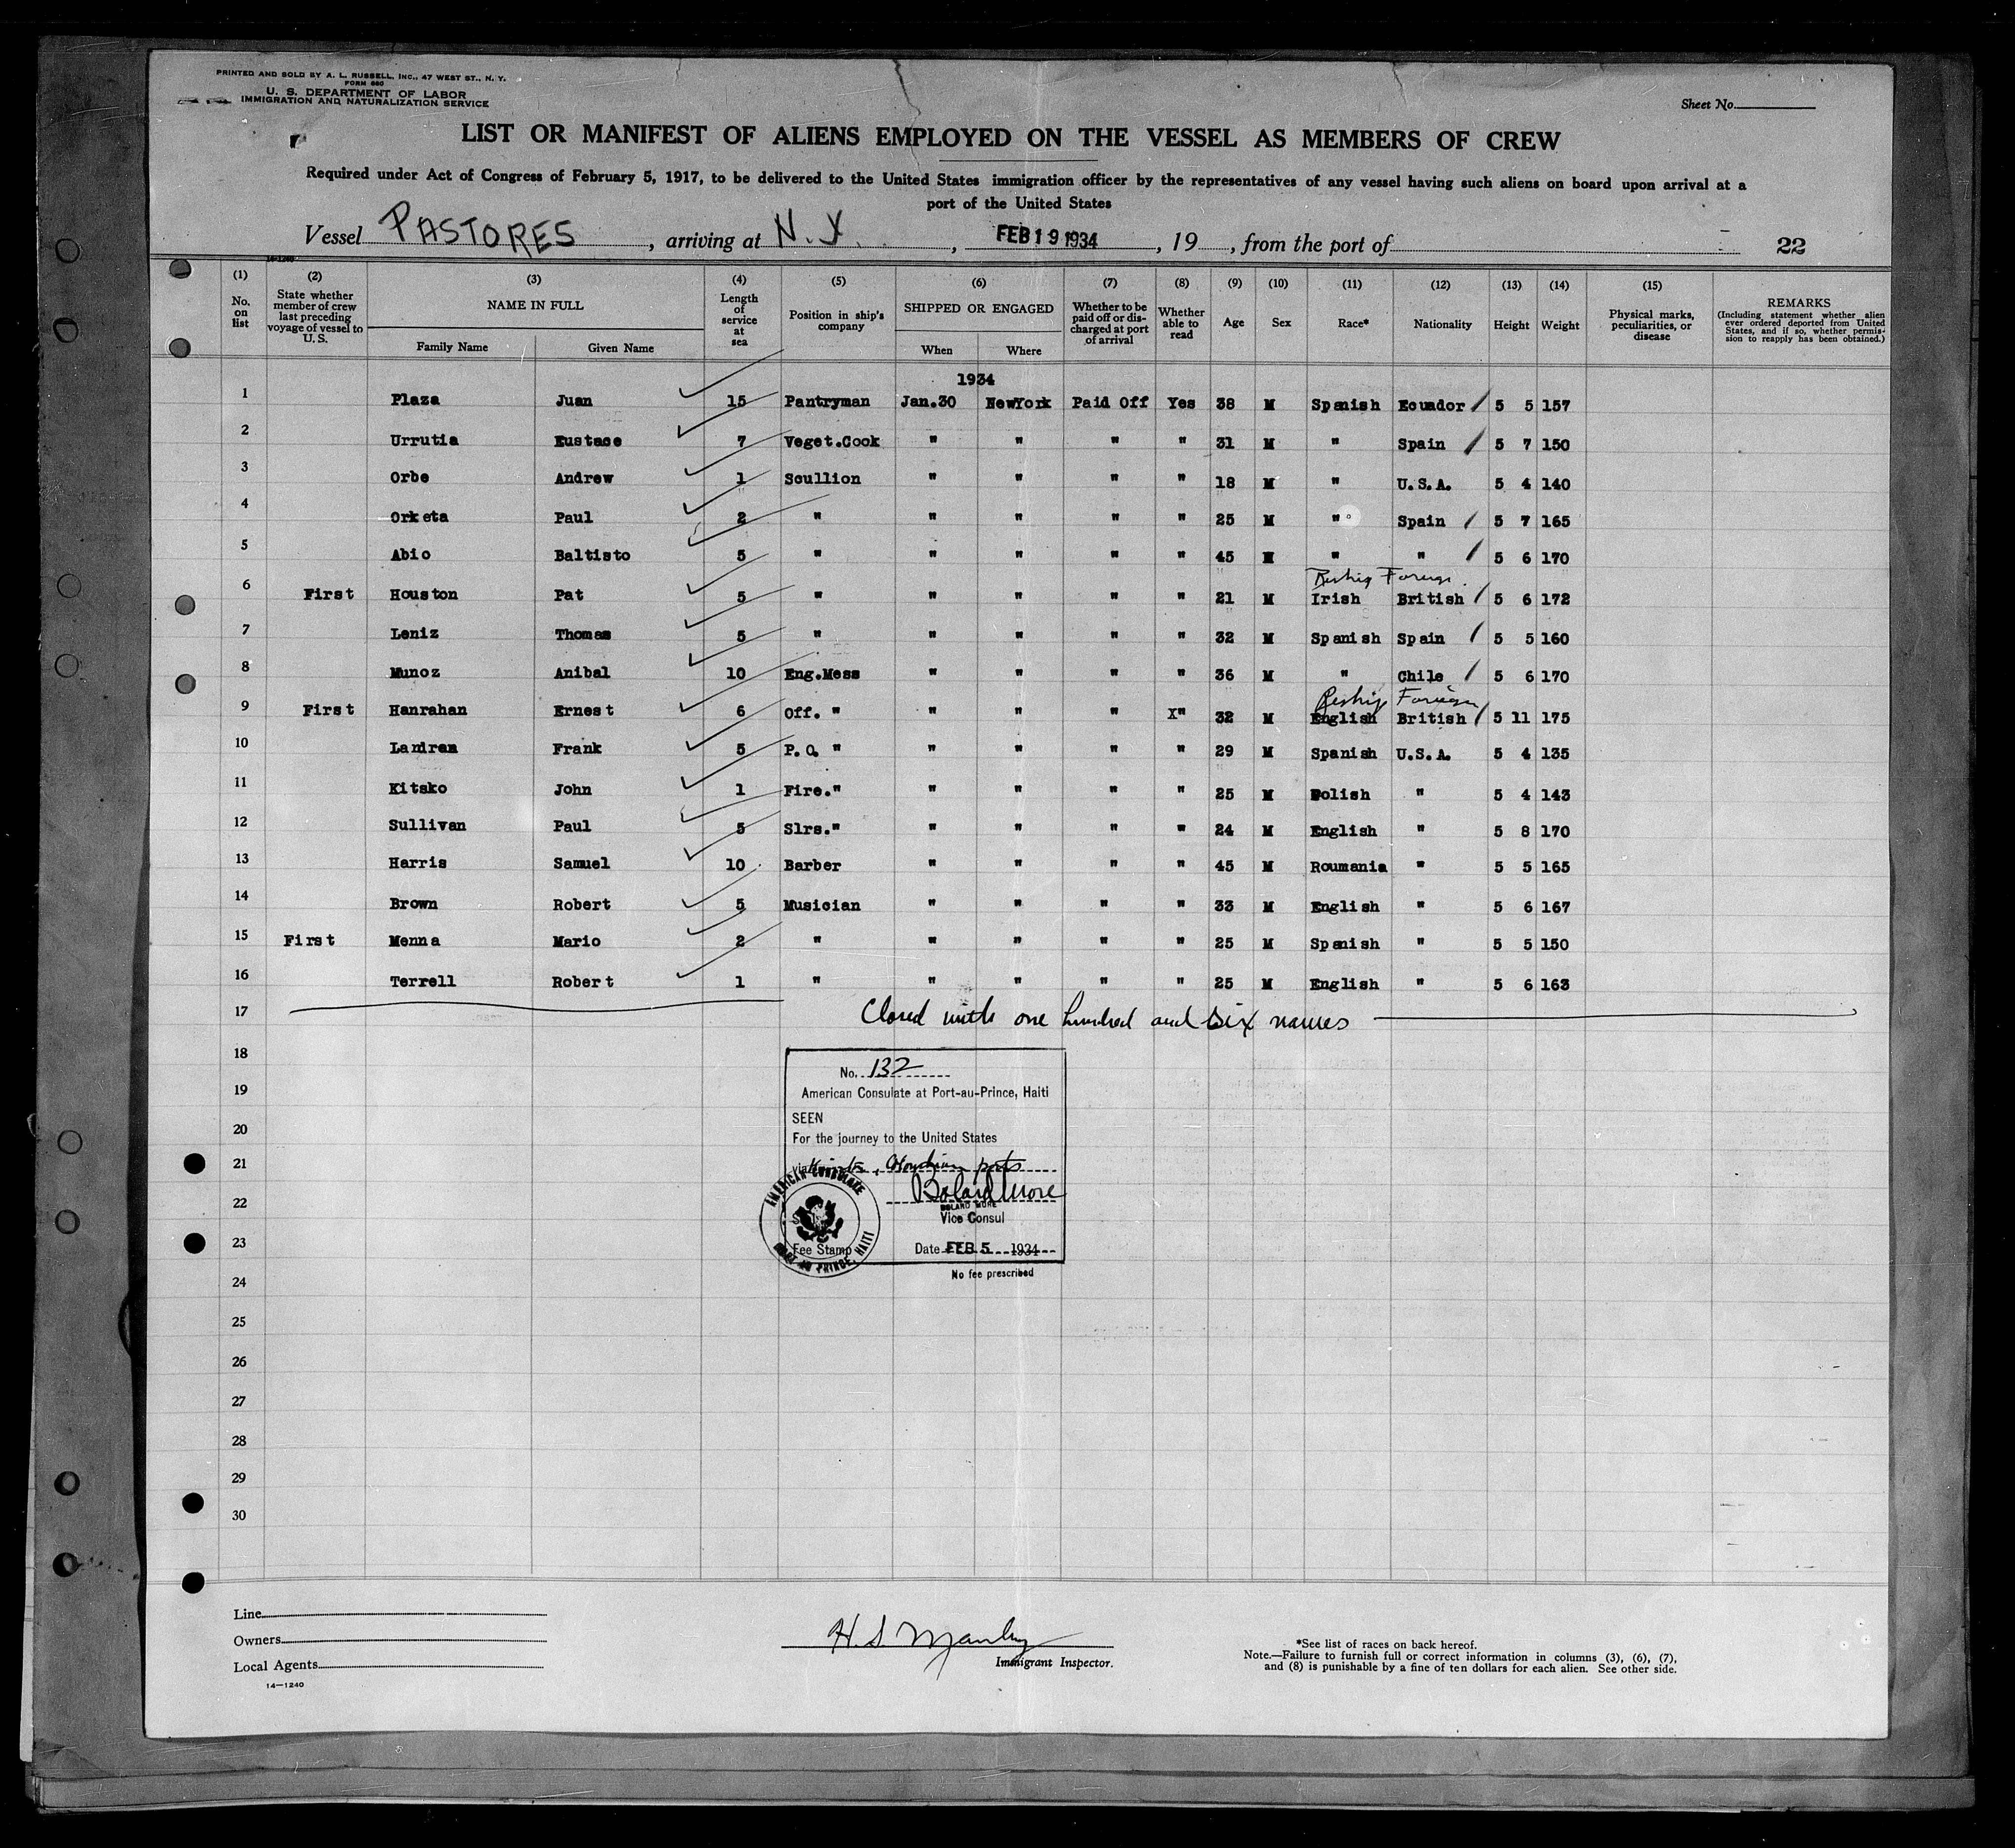 PRINTED AND SOLD BY A. L. RUSSELL, INC., 47 WEST ST., N. Y.
FORM 680
U. S. DEPARTMENT OF LABOR
IMMIGRATION AND NATURALIZATION SERVICE
Sheet No.
LIST OR MANIFEST OF ALIENS EMPLOYED ON THE VESSEL AS MEMBERS OF CREW
Required under Act of Congress of February 5, 1917, to be delivered to the United States immigration officer by the representatives of any vessel having such aliens on board upon arrival at a
port of the United States
Vessel PASTORES, arriving at N. Y., FEB 19 1934, 19, from the port of 22
14-1240
(1) No. on list
(2) State whether member of crew last preceding voyage of vessel to U. S.
(3) NAME IN FULL Family Name Given Name
(4) Length of service at sea
(5) Position in ship's company
(6) SHIPPED OR ENGAGED When Where
(7) Whether to be paid off or discharged at port of arrival
(8) Whether able to read
(9) Age
(10) Sex
(11) Race*
(12) Nationality
(13) Height
(14) Weight
(15) Physical marks, peculiarities, or disease
REMARKS (Including statement whether alien ever ordered deported from United States, and if so, whether permission to reapply has been obtained.)
1934
1 Plaza Juan 15 Pantryman Jan.30 NewYork Paid Off Yes 38 M Spanish Ecuador 5 5 157
2 Urrutia Eustace 7 Veget.Cook " " " " 31 M " Spain 5 7 150
3 Orbe Andrew 1 Scullion " " " " 18 M " U.S.A. 5 4 140
4 Orketa Paul 2 " " " " " 25 M " Spain 5 7 165
5 Abio Baltisto 5 " " " " " 45 M " " 5 6 170
Reship Foreign.
6 First Houston Pat 5 " " " " " 21 M Irish British 5 6 172
7 Leniz Thomas 5 " " " " " 32 M Spanish Spain 5 5 160
8 Munoz Anibal 10 Eng.Mess " " " " 36 M " Chile 5 6 170
Reship Foreign
9 First Hanrahan Ernest 6 Off. " " " " X" 32 M English British 5 11 175
10 Landran Frank 5 P.O. " " " " " 29 M Spanish U.S.A. 5 4 135
11 Kitsko John 1 Fire." " " " " 25 M Polish " 5 4 143
12 Sullivan Paul 5 Slrs." " " " " 24 M English " 5 8 170
13 Harris Samuel 10 Barber " " " " 45 M Roumania " 5 5 165
14 Brown Robert 5 Musician " " " " 33 M English " 5 6 167
15 First Menna Mario 2 " " " " " 25 M Spanish " 5 5 150
16 Terrell Robert 1 " " " " " 25 M English " 5 6 163
17 Closed with one hundred and six names
18
No. 132
19
American Consulate at Port-au-Prince, Haiti
SEEN
20
For the journey to the United States
21
via ports
AMERICAN CONSULATE
Boland More
22
BOLAND MORE
Vice Consul
23
Fee Stamp
Date FEB 5 1934
PORT AU PRINCE, HAITI
No fee prescribed
24
25
26
27
28
29
30
Line
Owners
Local Agents
14—1240
H. S. Manley
Immigrant Inspector.
*See list of races on back hereof.
Note.—Failure to furnish full or correct information in columns (3), (6), (7),
and (8) is punishable by a fine of ten dollars for each alien. See other side.